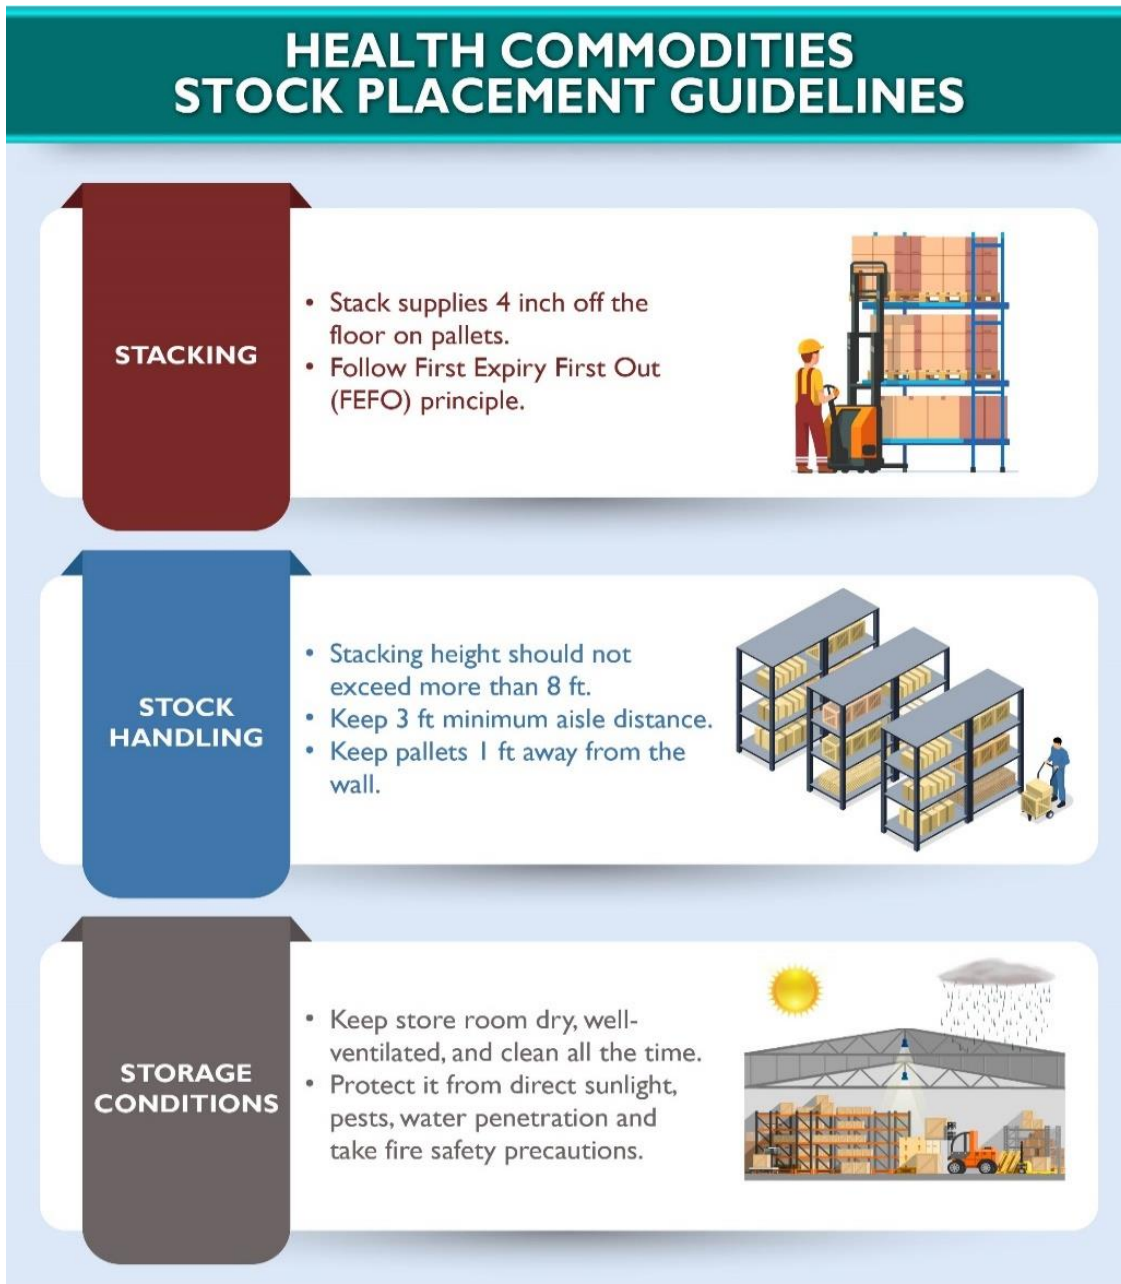 HEALTH COMMODITIES
STOCK PLACEMENT GUIDELINES
STACKING
• Stack supplies 4 inch off the
floor on pallets.
• Follow First Expiry First Out
(FEFO) principle.
STOCK
HANDLING
• Stacking height should not
exceed more than 8 ft.
• Keep 3 ft minimum aisle distance.
• Keep pallets 1 ft away from the
wall.
STORAGE
CONDITIONS
• Keep store room dry, well-
ventilated, and clean all the time.
• Protect it from direct sunlight,
pests, water penetration and
take fire safety precautions.